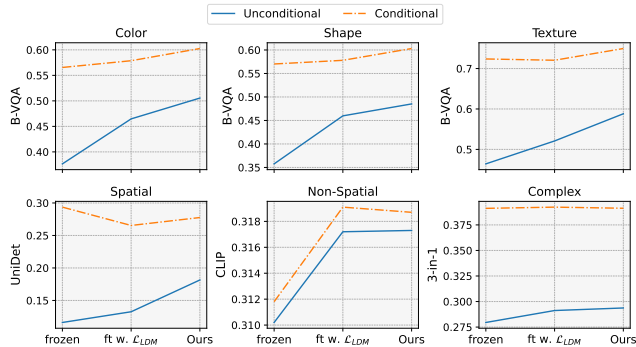 Unconditional Conditional
Color Shape Texture
B-VQA 0.60 0.55 0.50 0.45 0.40
B-VQA 0.60 0.55 0.50 0.45 0.40 0.35
B-VQA 0.7 0.6 0.5
Spatial Non-Spatial Complex
UniDet 0.30 0.25 0.20 0.15
CLIP 0.318 0.316 0.314 0.312 0.310
3-in-1 0.375 0.350 0.325 0.300 0.275
frozen ft w. ℒ_LDM Ours
frozen ft w. ℒ_LDM Ours
frozen ft w. ℒ_LDM Ours